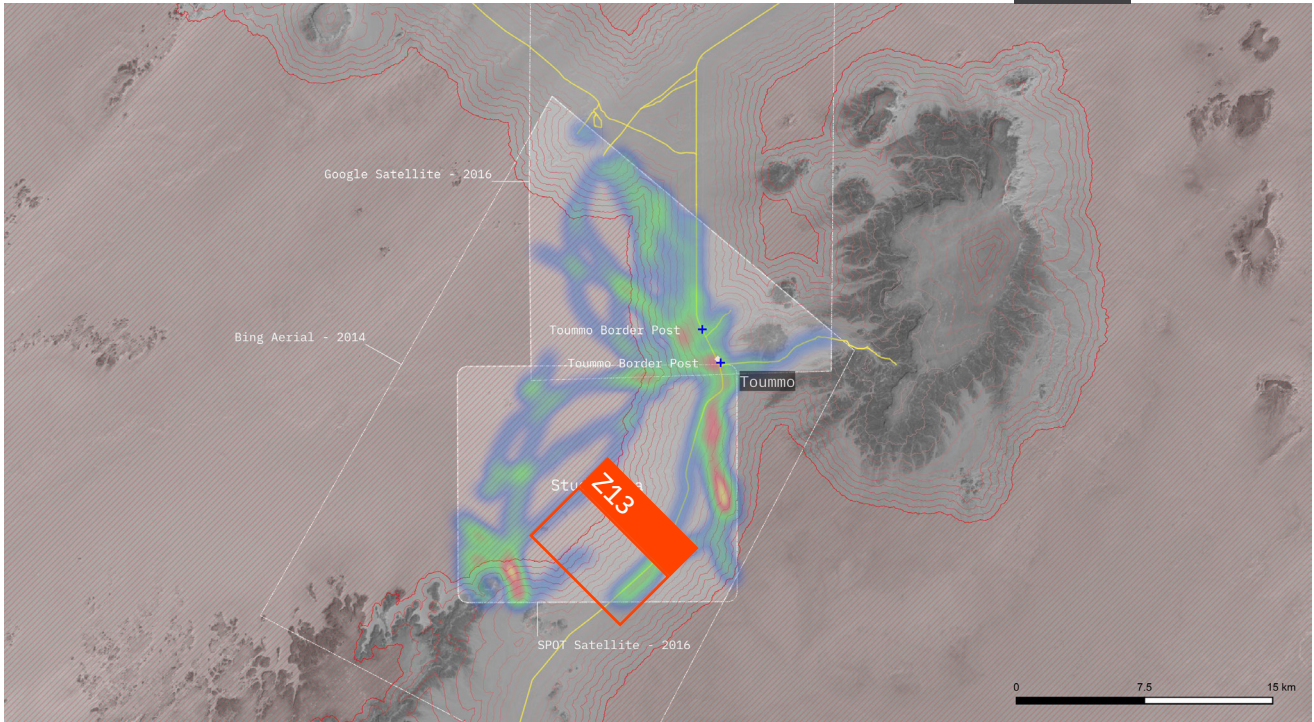 Google Satellite - 2016
Toummo Border Post
Bing Aerial - 2014
Toummo Border Post
Toummo
Z13
SPOT Satellite - 2016
0
7.5
15 km